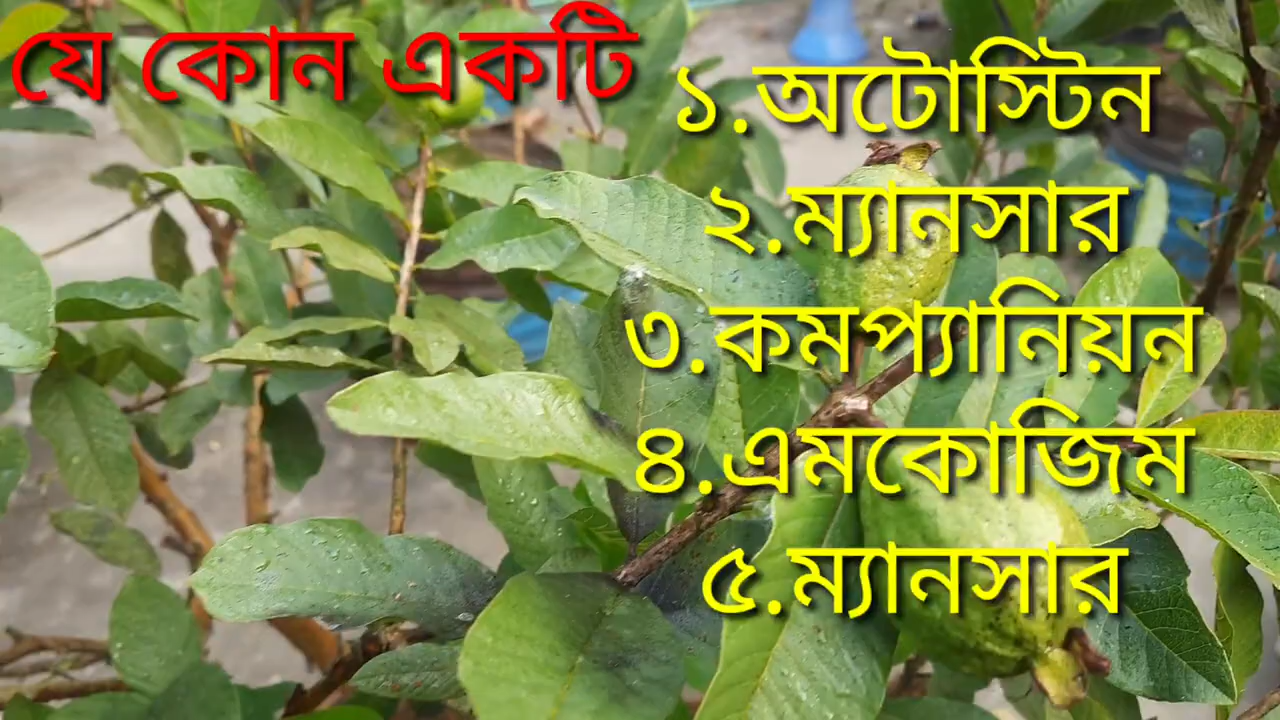 যে কোন একটি
১.অটোস্টিন
২.ম্যানসার
৩.কমপ্যানিয়ন
৪.এমকোজিম
৫.ম্যানসার